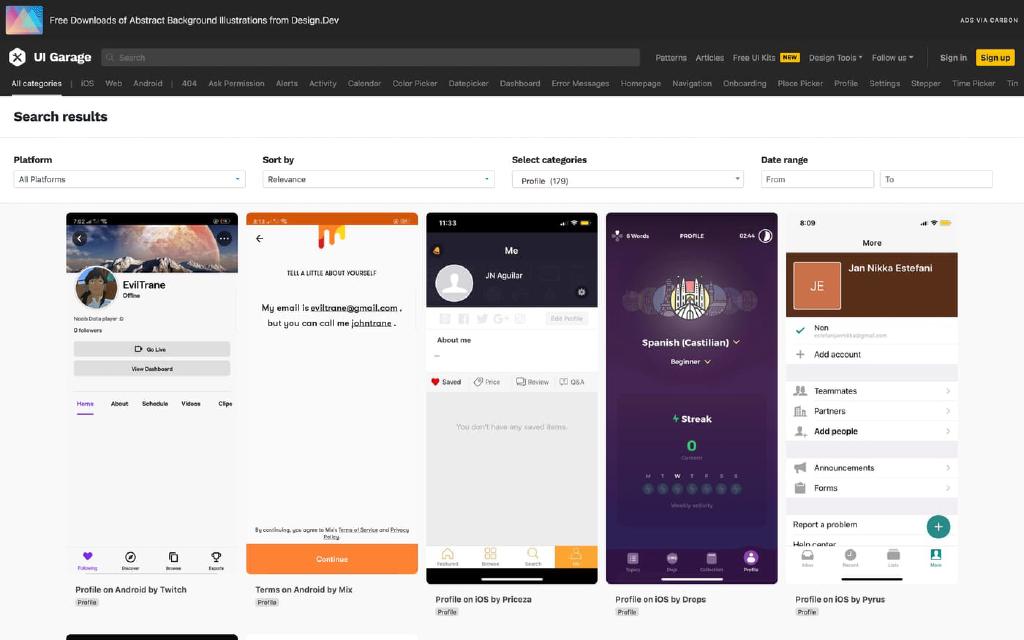 Free Downloads of Abstract Background Illustrations from Design.Dev
ADS VIA CARBON
UI Garage
Search
Patterns
Articles
Free Ui Kits NEW
Design Tools
Follow us
Sign in
Sign up
All categories | iOS Web Android | 404 Ask Permission Alerts Activity Calendar Color Picker Datepicker Dashboard Error Messages Homepage Navigation Onboarding Place Picker Profile Settings Stepper Time Picker Tin
Search results
Platform
All Platforms
Sort by
Relevance
Select categories
Profile (179)
Date range
From
To
7:02
EvilTrane
Offline
Needs Dota player :D
0 followers
Go Live
View Dashboard
Home About Schedule Videos Clips
Following Discover Browse Esports
Profile on Android by Twitch
Profile
8:13
TELL A LITTLE ABOUT YOURSELF
My email is eviltrane@gmail.com ,
but you can call me johntrane .
By continuing, you agree to Mix's Terms of Service and Privacy
Policy.
Continue
Terms on Android by Mix
Profile
11:33
Me
JN Aguilar
Edit Profile
About me
--
Saved Price Review Q&A
You don't have any saved items.
Featured Browse Search Me
Profile on iOS by Priceza
Profile
6 Words PROFILE 02:44
Spanish (Castilian)
Beginner
Streak
0
Current
M T W T F S S
Weekly activity
Topics Dojo Collection Profile
Profile on iOS by Drops
Profile
8:09
More
JE
Jan Nikka Estefani
Non
estefanijannikka@gmail.com
Add account
Teammates
Partners
Add people
Announcements
Forms
Report a problem
Help center
Inbox Recent Lists More
Profile on iOS by Pyrus
Profile